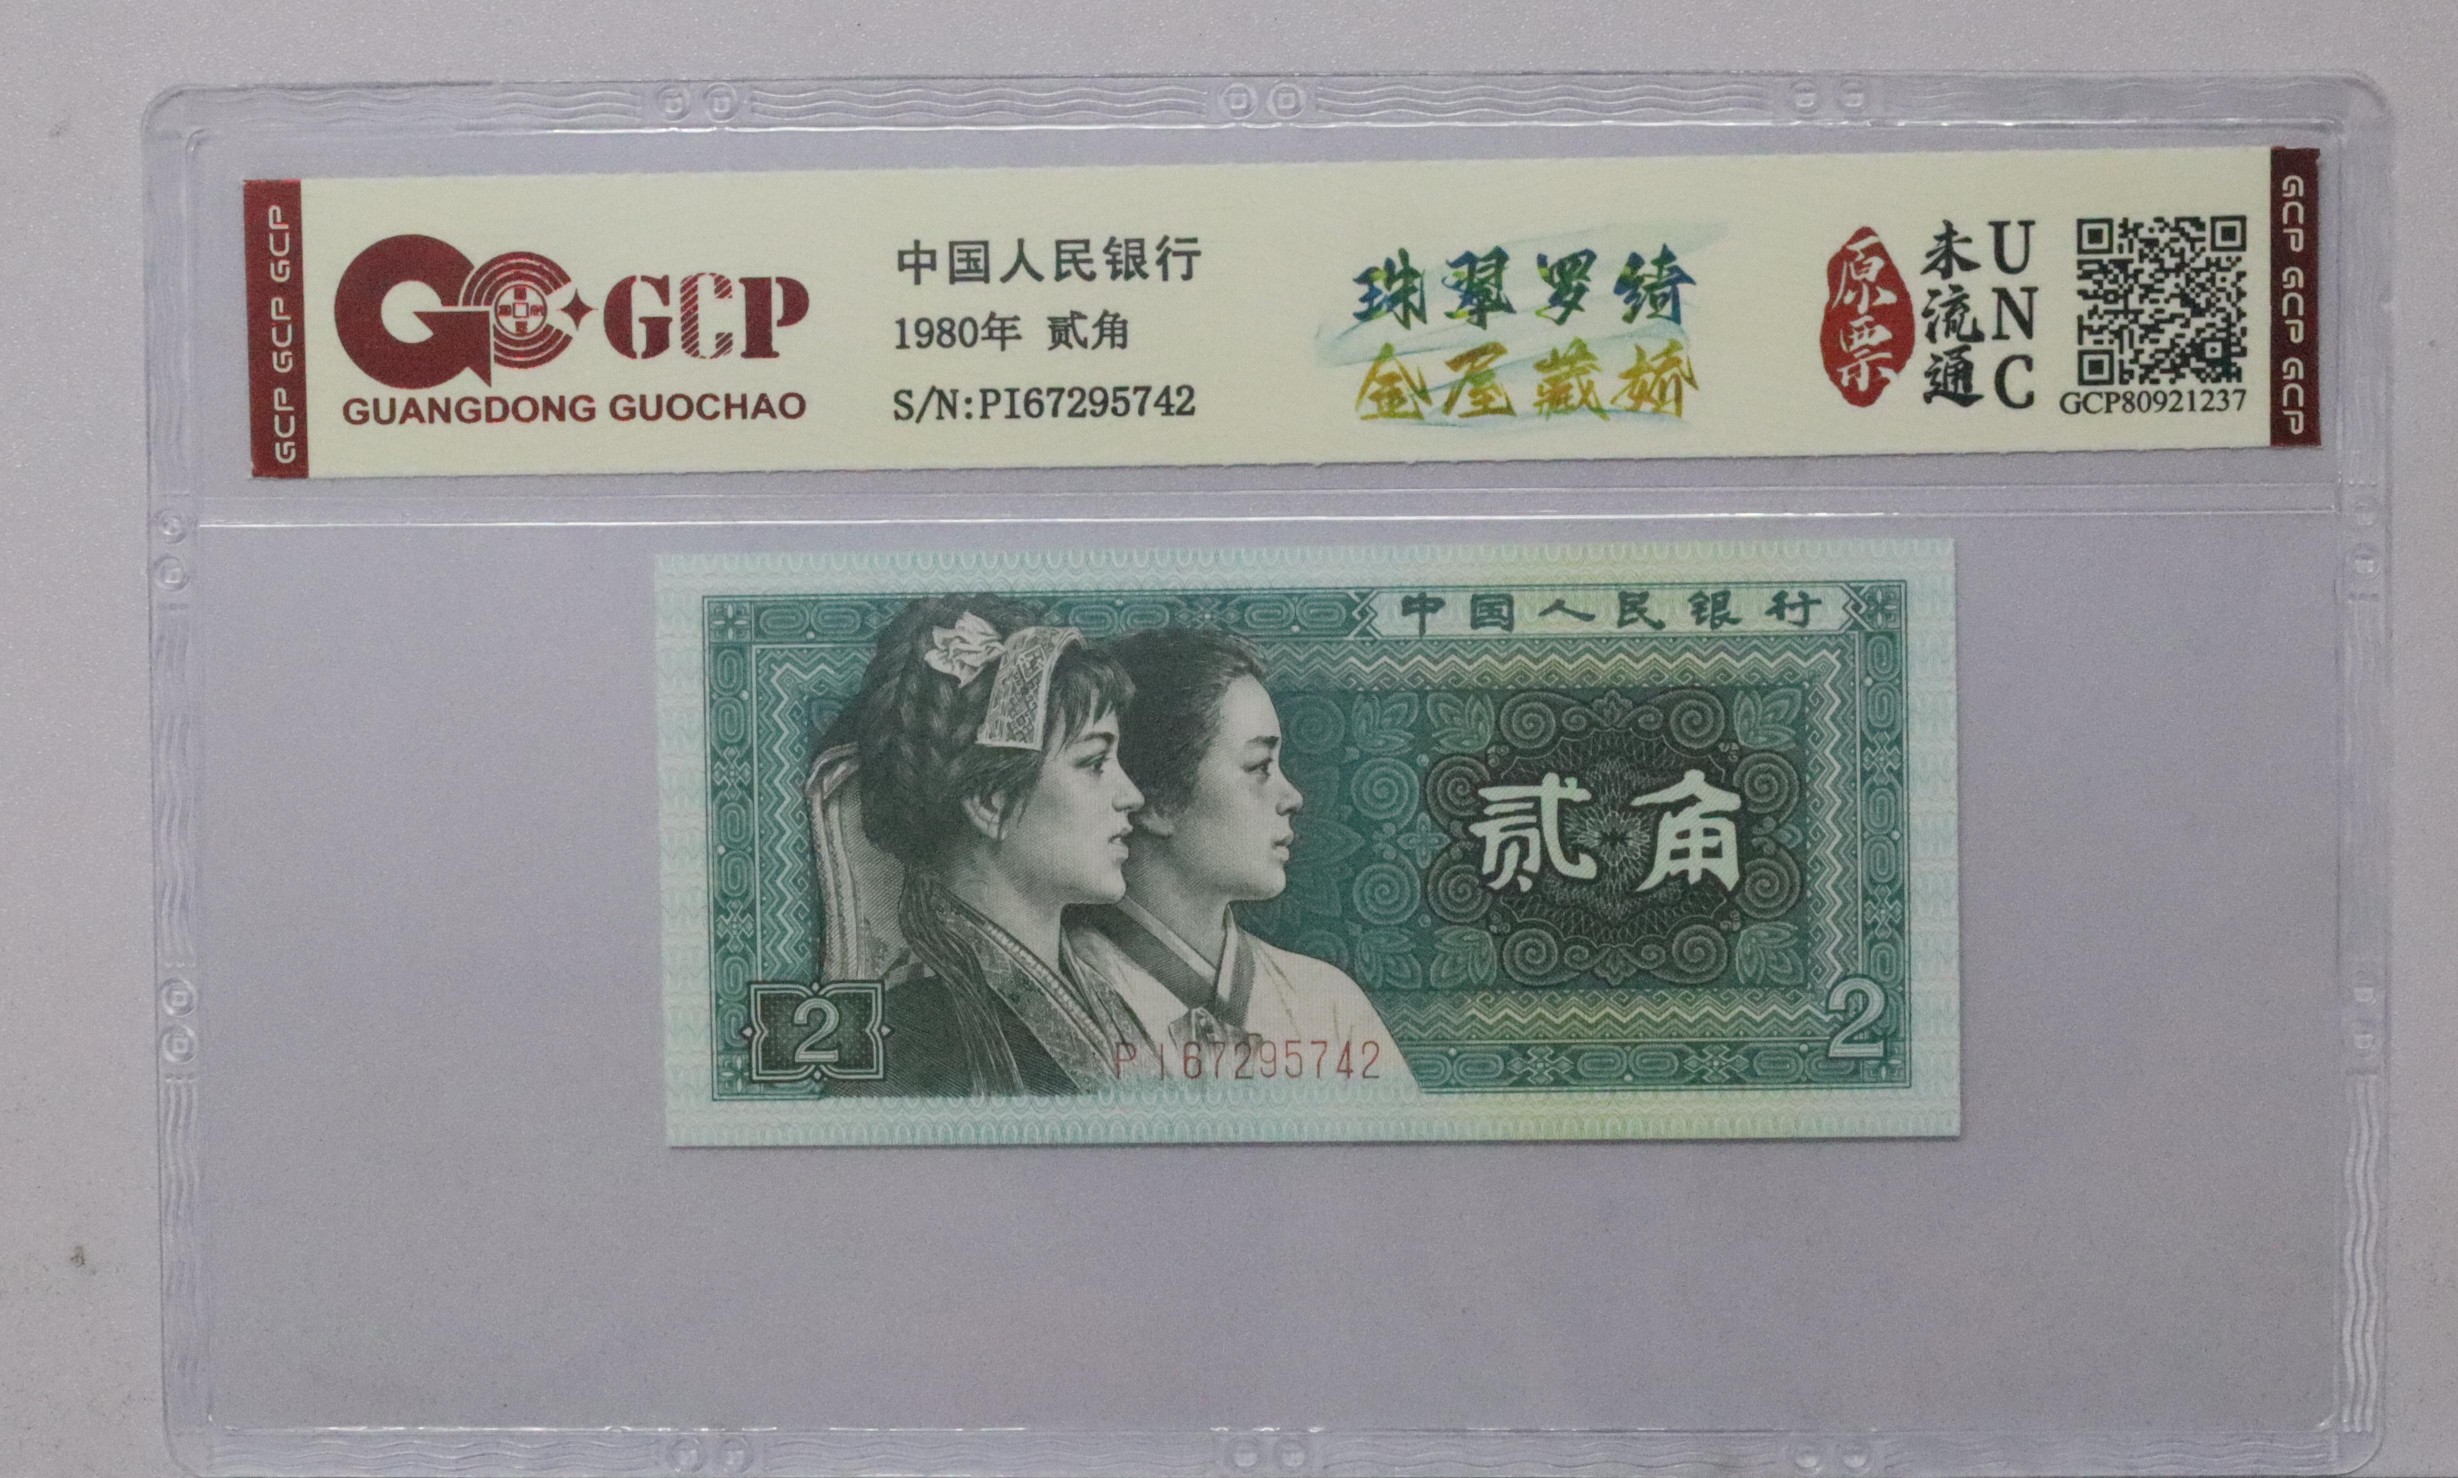 GCP GCP GCP
GCP
GUANGDONG GUOCHAO
中国人民银行
1980年 贰角
S/N:PI67295742
珠翠罗绮
金屋藏娇
原票
未流通
UNC
GCP80921237
GCP GCP GCP
中国人民银行
贰角
2
PI67295742
2